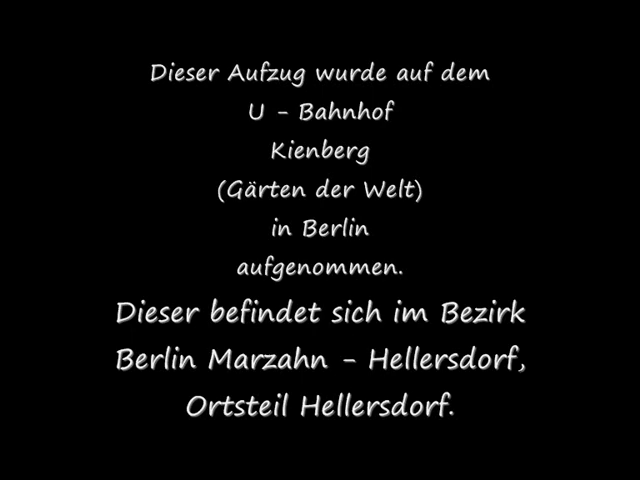 Dieser Aufzug wurde auf dem
U - Bahnhof
Kienberg
(Gärten der Welt)
in Berlin
aufgenommen.
Dieser befindet sich im Bezirk
Berlin Marzahn - Hellersdorf,
Ortsteil Hellersdorf.